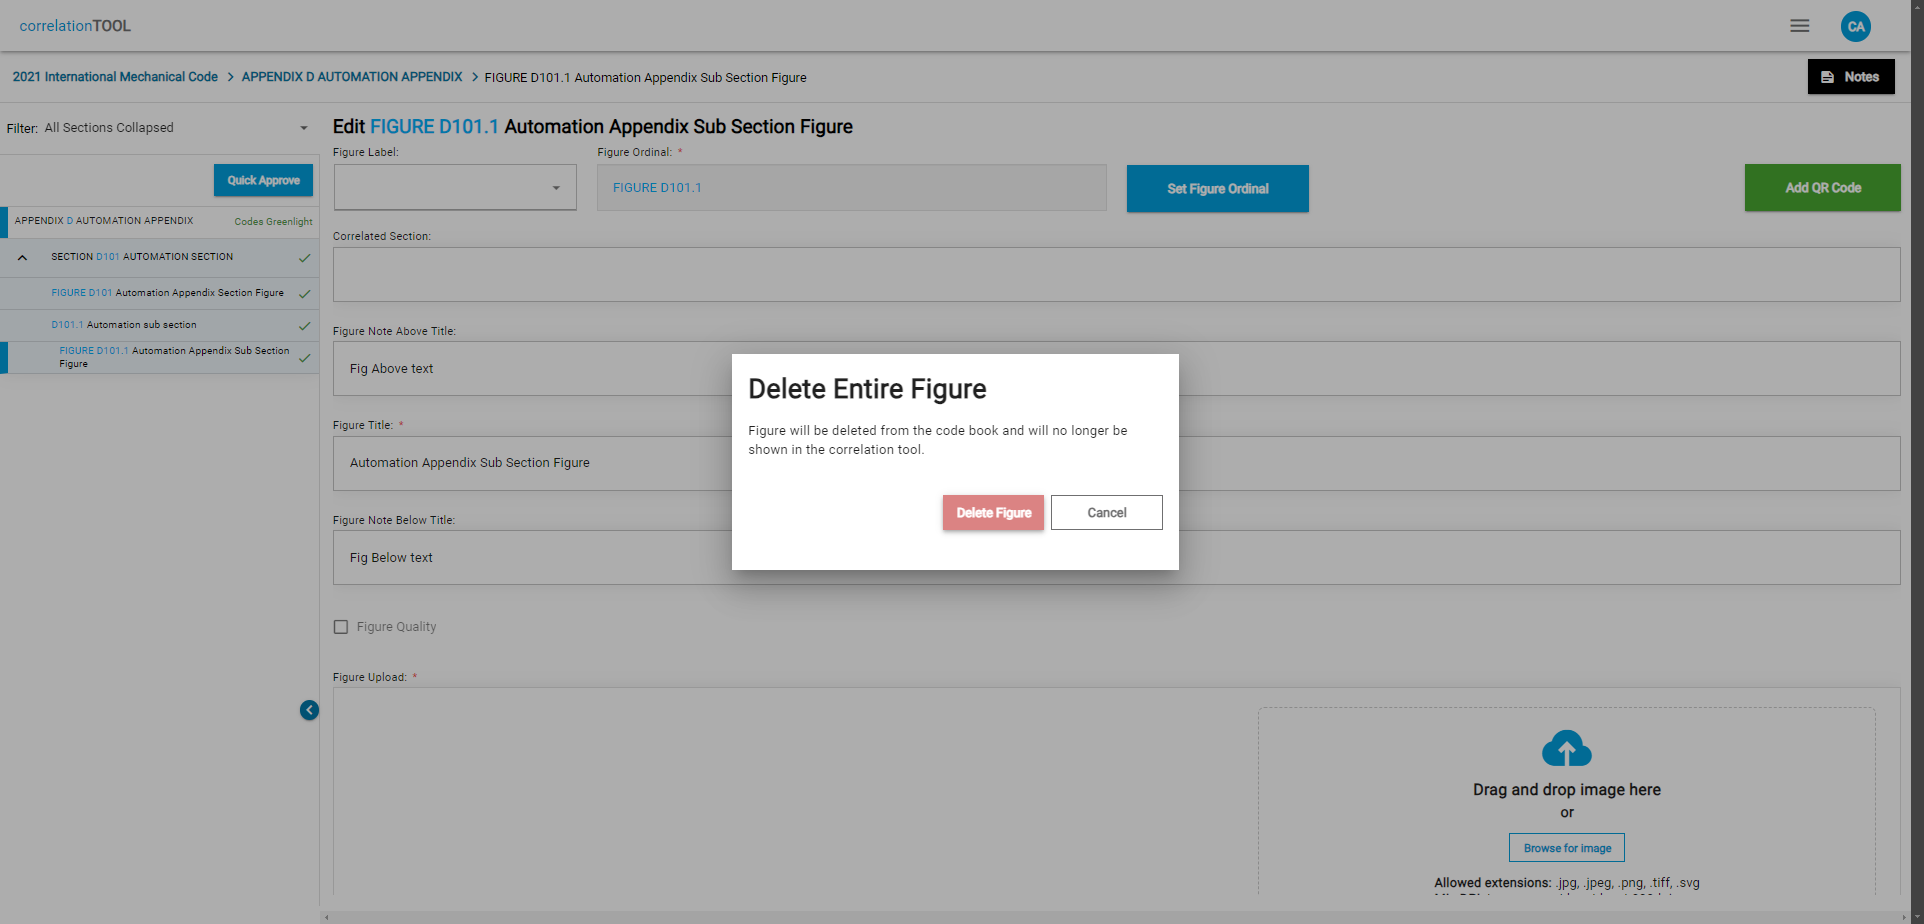 correlationTOOL
CA
2021 International Mechanical Code > APPENDIX D AUTOMATION APPENDIX > FIGURE D101.1 Automation Appendix Sub Section Figure
Notes
Filter: All Sections Collapsed
Quick Approve
APPENDIX D AUTOMATION APPENDIX
Codes Greenlight
SECTION D101 AUTOMATION SECTION
FIGURE D101 Automation Appendix Section Figure
D101.1 Automation sub section
FIGURE D101.1 Automation Appendix Sub Section
Figure
Edit FIGURE D101.1 Automation Appendix Sub Section Figure
Figure Label:
Figure Ordinal: *
FIGURE D101.1
Set Figure Ordinal
Add QR Code
Correlated Section:
Figure Note Above Title:
Fig Above text
Figure Title: *
Automation Appendix Sub Section Figure
Figure Note Below Title:
Fig Below text
Figure Quality
Figure Upload: *
Drag and drop image here
or
Browse for image
Allowed extensions: .jpg, .jpeg, .png, .tiff, .svg
Delete Entire Figure
Figure will be deleted from the code book and will no longer be
shown in the correlation tool.
Delete Figure
Cancel